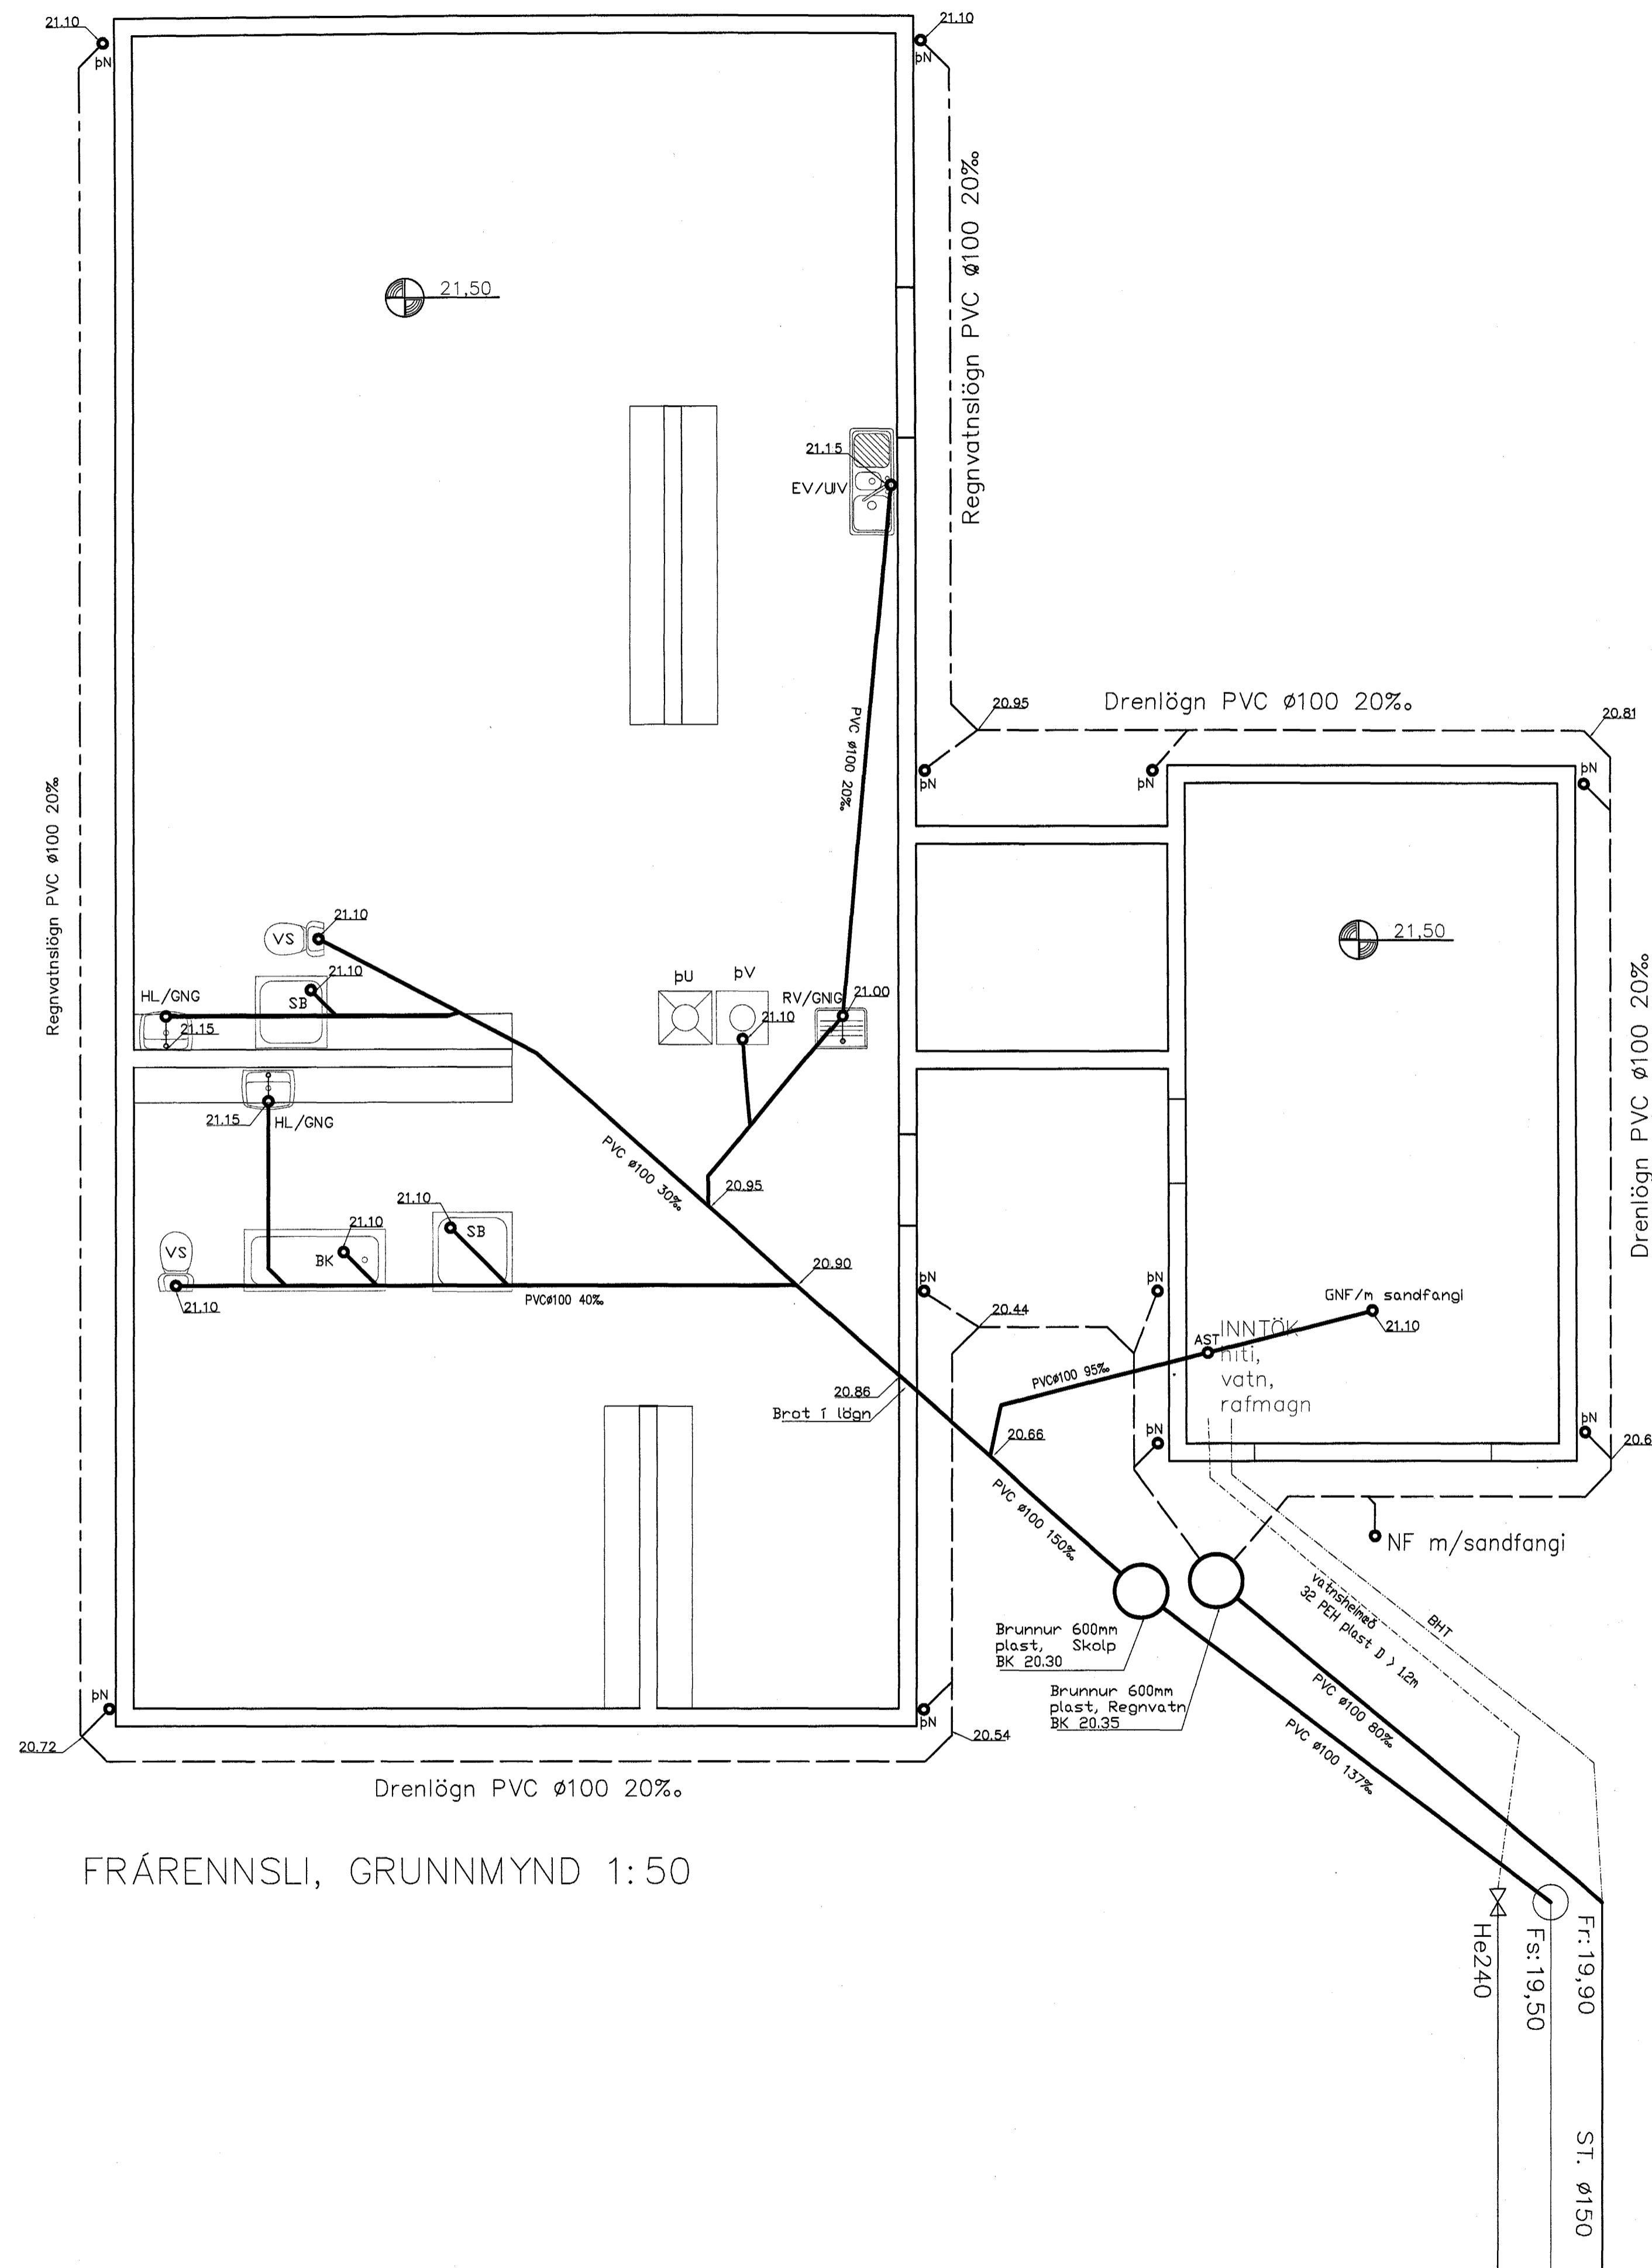 21.10
þN
21.10
þN
21,50
Regnvatnslögn PVC ø100 20‰
21.15
EV/UV
PVC ø100 20‰
20.95
Drenlögn PVC ø100 20‰
20.81
þN
þN
þN
Regnvatnslögn PVC ø100 20‰
VS
21.10
21.10
SB
HL/GNG
21.15
þU
þV
21.10
RV/GNIG
21.00
21,50
Drenlögn PVC ø100 20‰
21.15
HL/GNG
PVC ø100 30‰
20.95
VS
21.10
BK
21.10
21.10
SB
PVCø100 40‰
20.90
þN
20.44
þN
GNF/m sandfangi
21.10
AST
INNTÖK
hiti,
vatn,
rafmagn
PVCø100 95‰
20.86
Brot í lögn
20.66
þN
þN
20.6
PVC ø100 150‰
NF m/sandfangi
Brunnur 600mm
plast, Skolp
BK 20.30
Brunnur 600mm
plast, Regnvatn
BK 20.35
vatnsheimæð
32 PEH plast D > 1.2m
BHT
PVC ø100 80‰
PVC ø100 137‰
þN
20.72
þN
20.54
Drenlögn PVC ø100 20‰
FRÁRENNSLI, GRUNNMYND 1:50
He240
Fs:19,50
Fr:19,90
ST. ø150